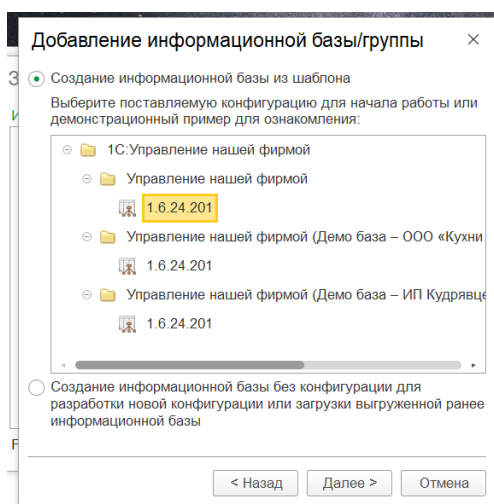 Добавление информационной базы/группы
Создание информационной базы из шаблона
Выберите поставляемую конфигурацию для начала работы или
демонстрационный пример для ознакомления:
1С:Управление нашей фирмой
Управление нашей фирмой
1.6.24.201
Управление нашей фирмой (Демо база – ООО «Кухни
1.6.24.201
Управление нашей фирмой (Демо база – ИП Кудрявце
1.6.24.201
Создание информационной базы без конфигурации для
разработки новой конфигурации или загрузки выгруженной ранее
информационной базы
< Назад Далее > Отмена